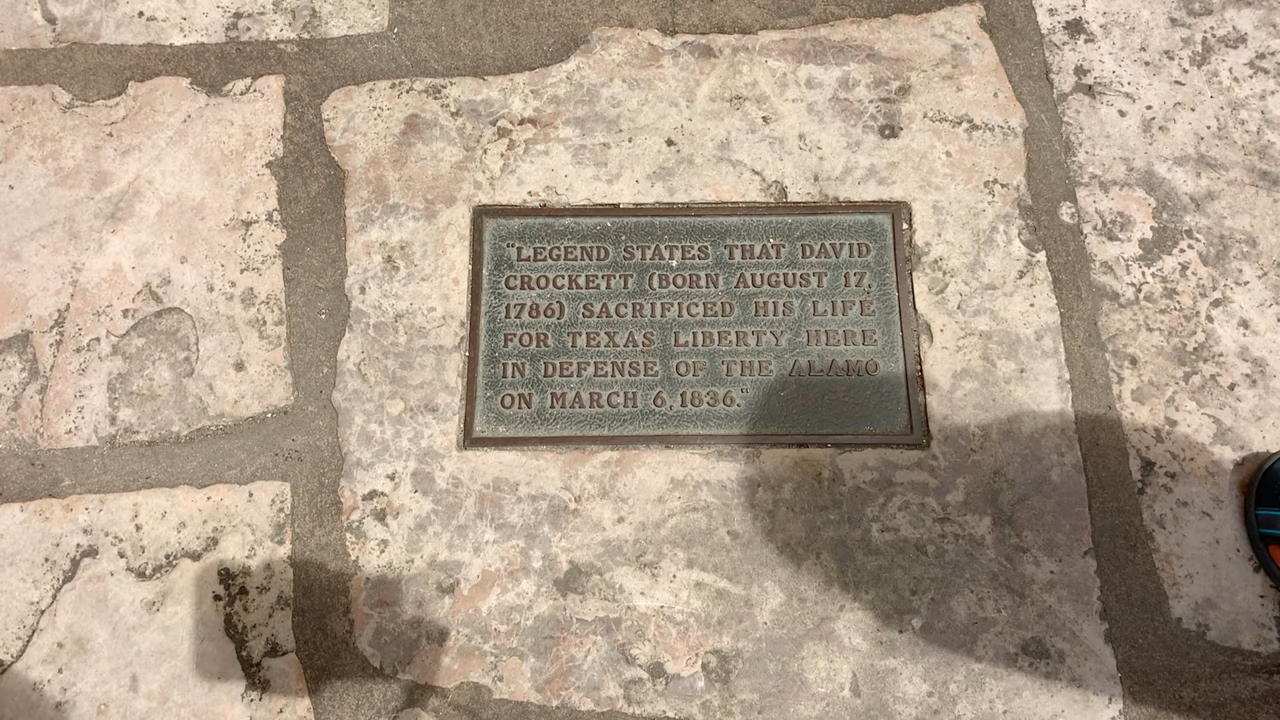 “LEGEND STATES THAT DAVID
CROCKETT (BORN AUGUST 17,
1786) SACRIFICED HIS LIFE
FOR TEXAS LIBERTY HERE
IN DEFENSE OF THE ALAMO
ON MARCH 6, 1836.“